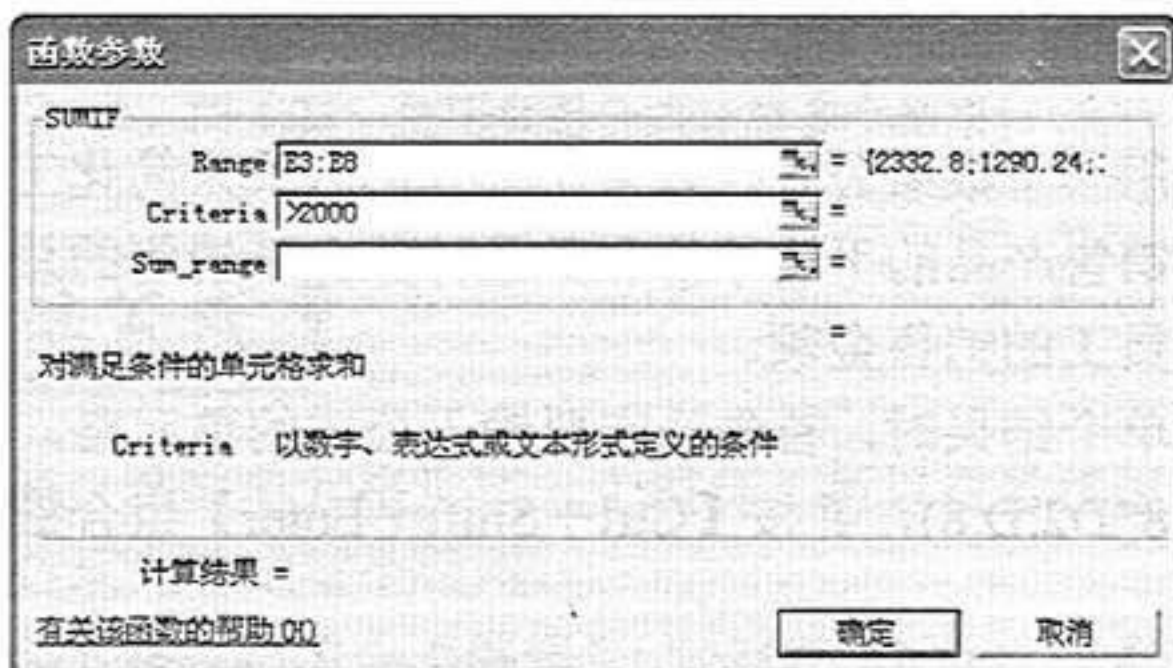 函数参数
SUMIF
Range E3:E8 = {2332.8;1290.24;:
Criteria >2000 =
Sum_range =
=
对满足条件的单元格求和
Criteria 以数字、表达式或文本形式定义的条件
计算结果 =
有关该函数的帮助(H) 确定 取消